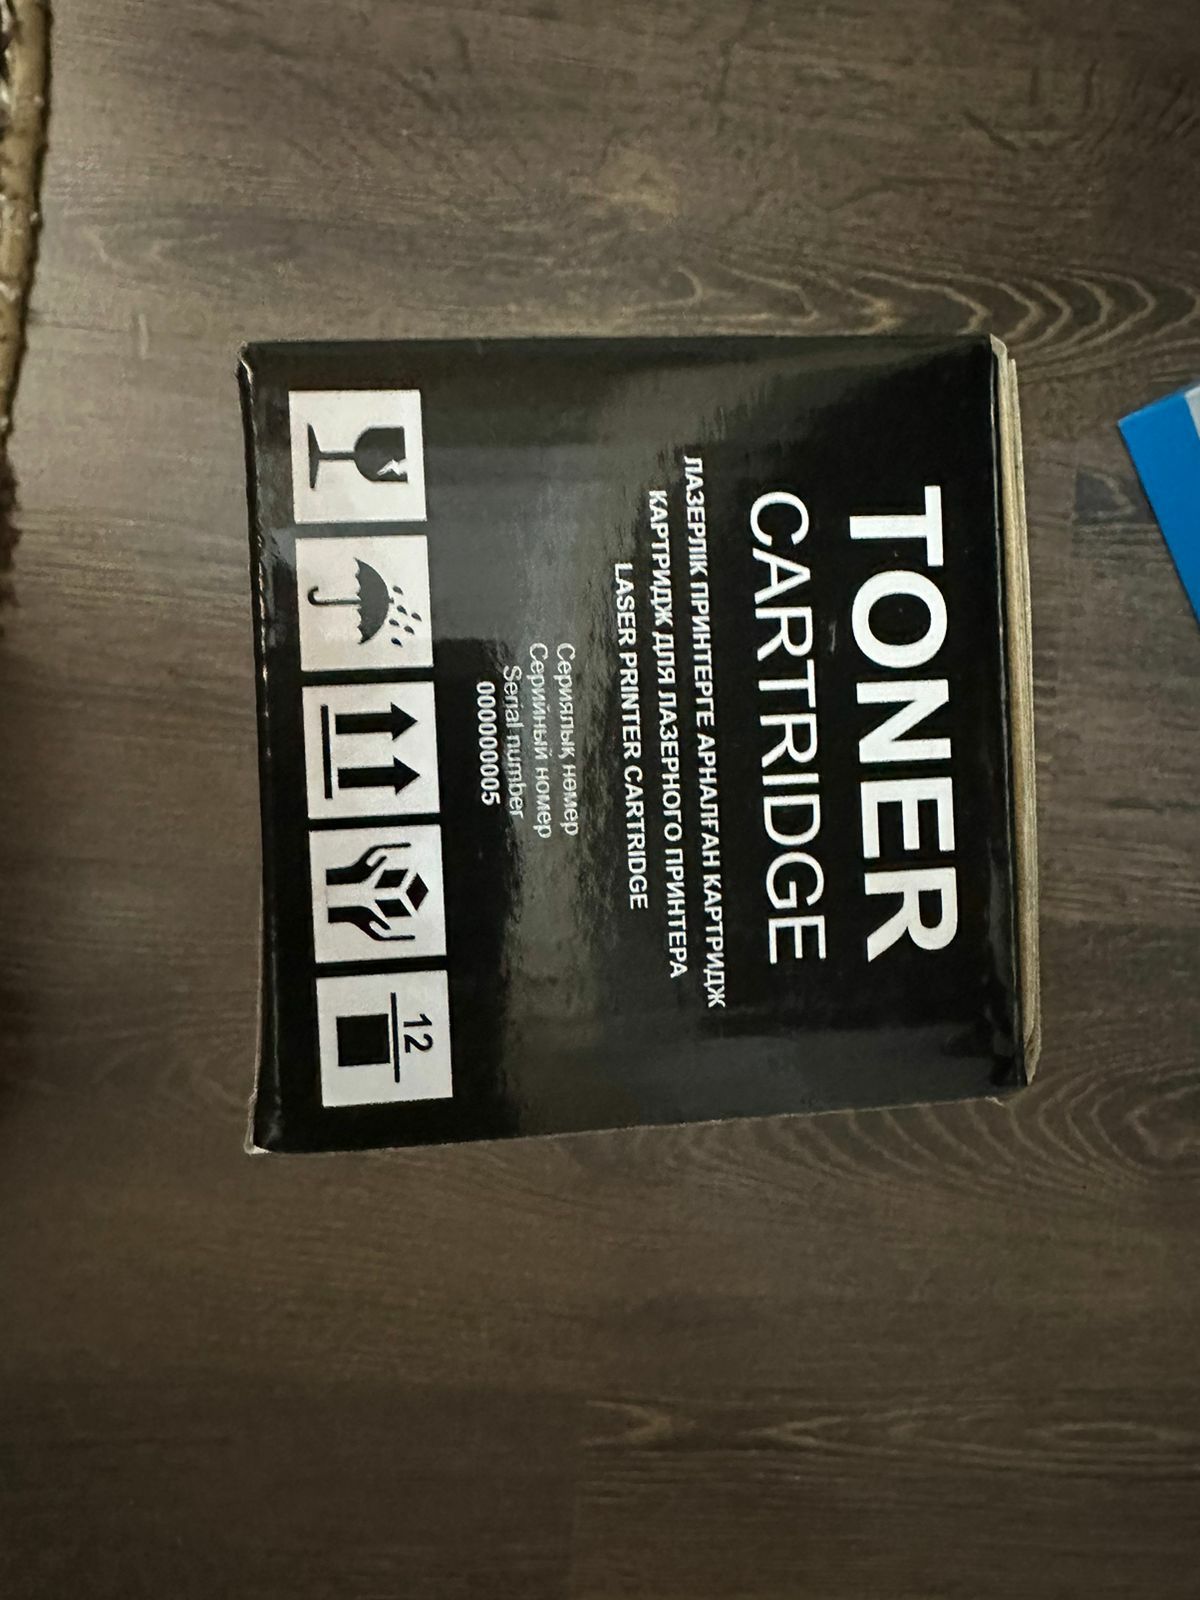 TONER
CARTRIDGE
ЛАЗЕРЛІК ПРИНТЕРГЕ АРНАЛҒАН КАРТРИДЖ
КАРТРИДЖ ДЛЯ ЛАЗЕРНОГО ПРИНТЕРА
LASER PRINTER CARTRIDGE
Сериялық нөмер
Серийный номер
Serial number
000000005
12